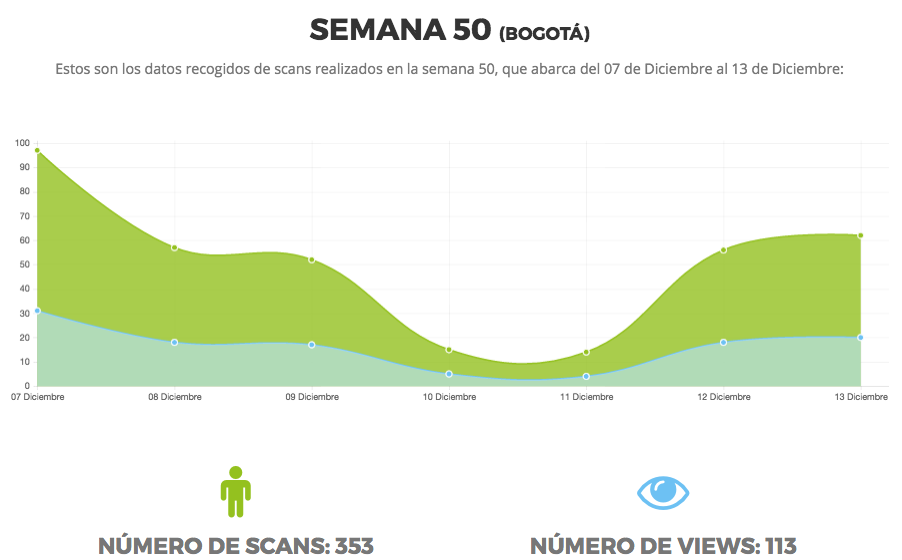 SEMANA 50 (BOGOTÁ)
Estos son los datos recogidos de scans realizados en la semana 50, que abarca del 07 de Diciembre al 13 de Diciembre:
100
90
80
70
60
50
40
30
20
10
0
07 Diciembre 08 Diciembre 09 Diciembre 10 Diciembre 11 Diciembre 12 Diciembre 13 Diciembre
NÚMERO DE SCANS: 353 NÚMERO DE VIEWS: 113